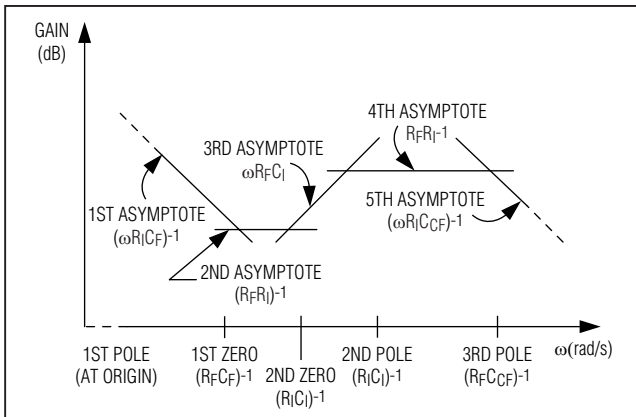 GAIN
(dB)
4TH ASYMPTOTE
RFRI-1
3RD ASYMPTOTE
ωRFCI
1ST ASYMPTOTE
(ωRICF)-1
5TH ASYMPTOTE
(ωRICCF)-1
2ND ASYMPTOTE
(RFRI)-1
ω(rad/s)
1ST POLE
(AT ORIGIN)
1ST ZERO
(RFCF)-1
2ND ZERO
(RICI)-1
2ND POLE
(RICI)-1
3RD POLE
(RFCCF)-1